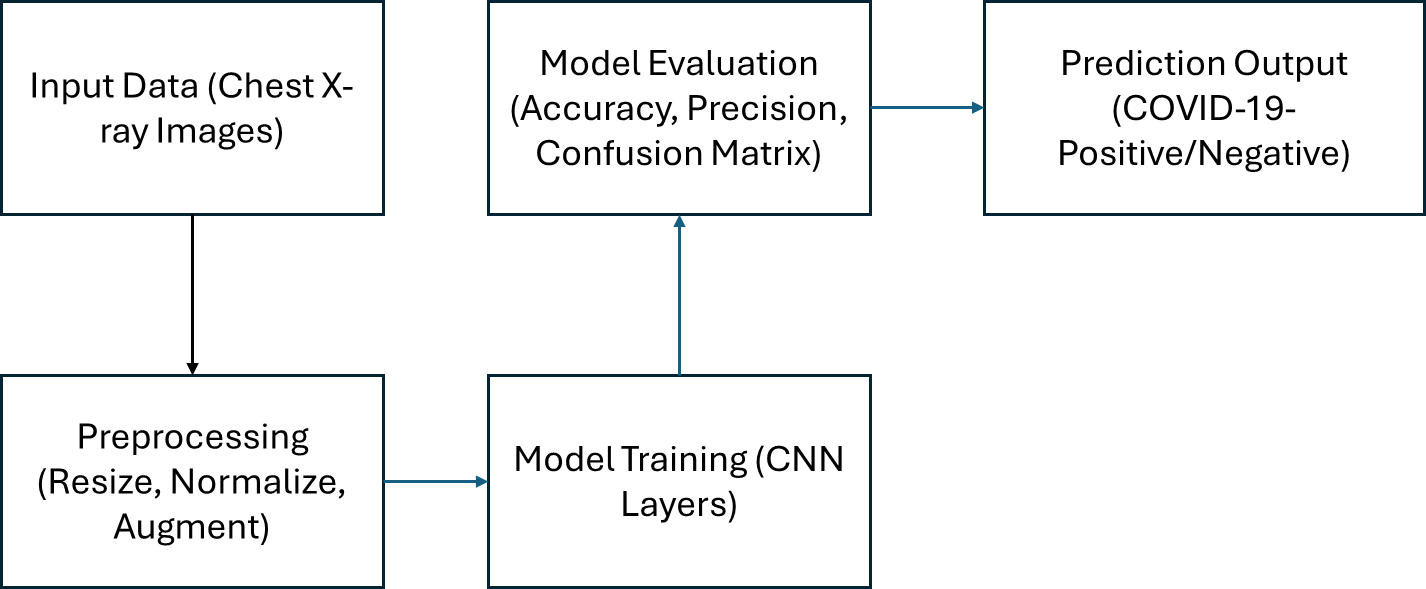 Input Data (Chest X-
ray Images)
Preprocessing
(Resize, Normalize,
Augment)
Model Training (CNN
Layers)
Model Evaluation
(Accuracy, Precision,
Confusion Matrix)
Prediction Output
(COVID-19-
Positive/Negative)